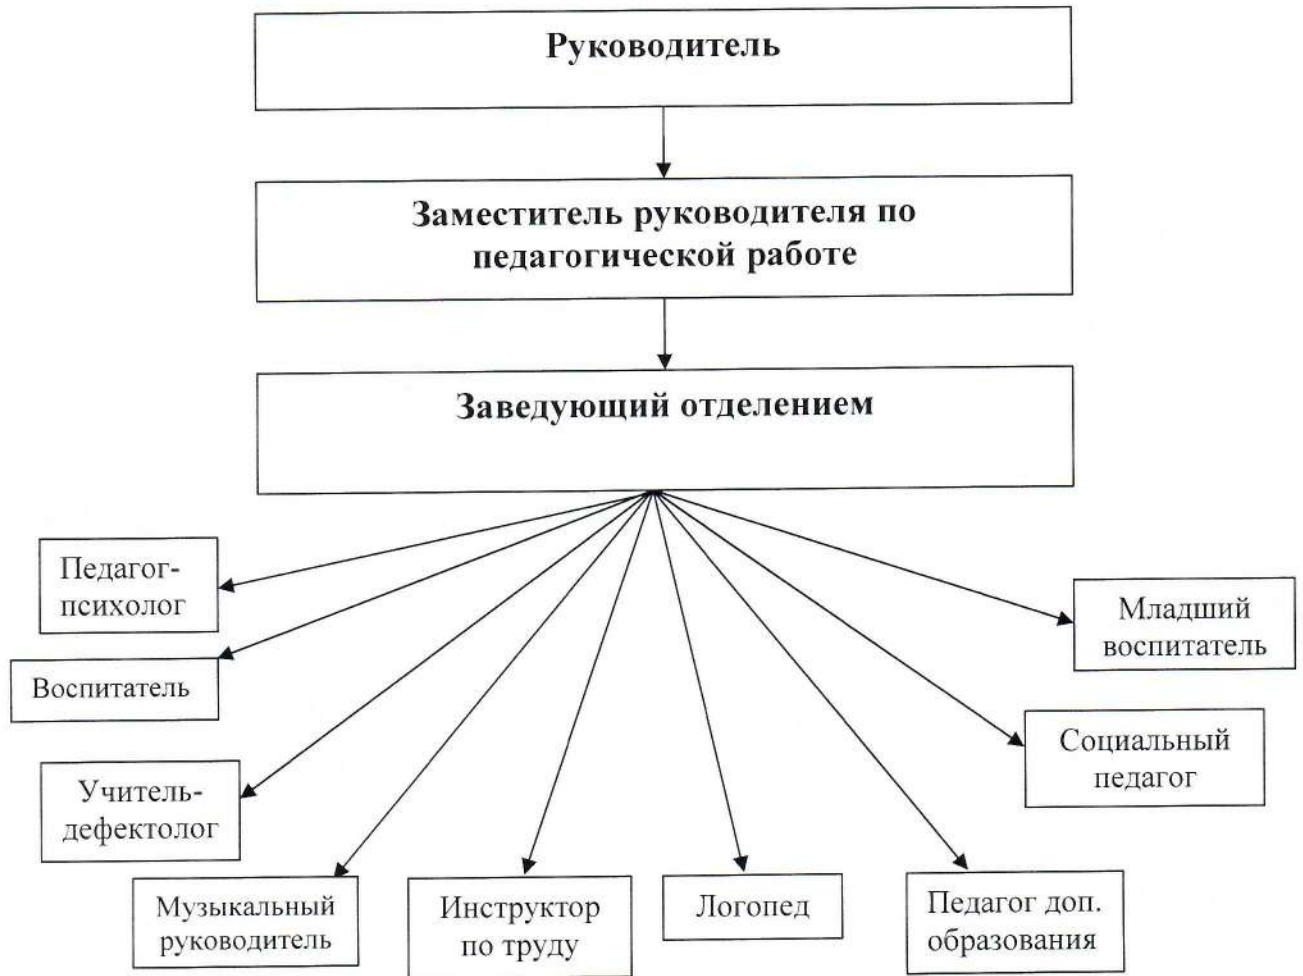 Руководитель
Заместитель руководителя по
педагогической работе
Заведующий отделением
Педагог-
психолог
Воспитатель
Учитель-
дефектолог
Музыкальный
руководитель
Инструктор
по труду
Логопед
Педагог доп.
образования
Социальный
педагог
Младший
воспитатель